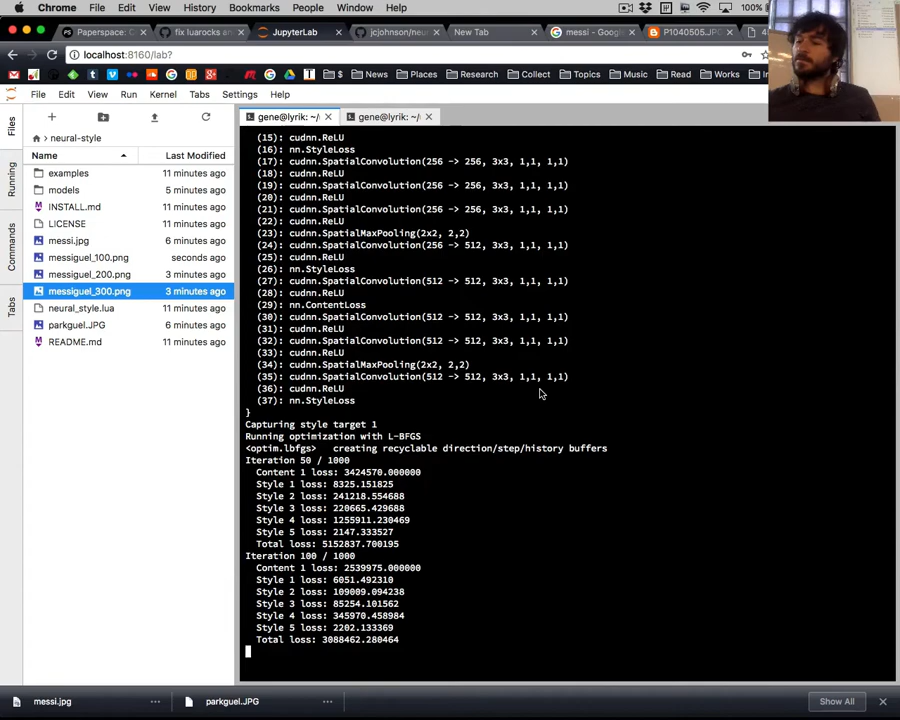 Chrome File Edit View History Bookmarks People Window Help 100%
Paperspace: C fix luarocks an JupyterLab jcjohnson/neu New Tab messi - Google P1040505.JPG
localhost:8160/lab?
$ News Places Research Collect Topics Music Read Works
File Edit View Run Kernel Tabs Settings Help
Files
Running
Commands
Tabs
neural-style
Name Last Modified
examples 11 minutes ago
models 5 minutes ago
INSTALL.md 11 minutes ago
LICENSE 11 minutes ago
messi.jpg 6 minutes ago
messiguel_100.png seconds ago
messiguel_200.png 3 minutes ago
messiguel_300.png 3 minutes ago
neural_style.lua 11 minutes ago
parkguel.JPG 6 minutes ago
README.md 11 minutes ago
gene@lyrik: ~/ gene@lyrik: ~/
(15): cudnn.ReLU
(16): nn.StyleLoss
(17): cudnn.SpatialConvolution(256 -> 256, 3x3, 1,1, 1,1)
(18): cudnn.ReLU
(19): cudnn.SpatialConvolution(256 -> 256, 3x3, 1,1, 1,1)
(20): cudnn.ReLU
(21): cudnn.SpatialConvolution(256 -> 256, 3x3, 1,1, 1,1)
(22): cudnn.ReLU
(23): cudnn.SpatialMaxPooling(2x2, 2,2)
(24): cudnn.SpatialConvolution(256 -> 512, 3x3, 1,1, 1,1)
(25): cudnn.ReLU
(26): nn.StyleLoss
(27): cudnn.SpatialConvolution(512 -> 512, 3x3, 1,1, 1,1)
(28): cudnn.ReLU
(29): nn.ContentLoss
(30): cudnn.SpatialConvolution(512 -> 512, 3x3, 1,1, 1,1)
(31): cudnn.ReLU
(32): cudnn.SpatialConvolution(512 -> 512, 3x3, 1,1, 1,1)
(33): cudnn.ReLU
(34): cudnn.SpatialMaxPooling(2x2, 2,2)
(35): cudnn.SpatialConvolution(512 -> 512, 3x3, 1,1, 1,1)
(36): cudnn.ReLU
(37): nn.StyleLoss
}
Capturing style target 1
Running optimization with L-BFGS
<optim.lbfgs> creating recyclable direction/step/history buffers
Iteration 50 / 1000
Content 1 loss: 3424570.000000
Style 1 loss: 8325.151825
Style 2 loss: 241218.554688
Style 3 loss: 220665.429688
Style 4 loss: 1255911.230469
Style 5 loss: 2147.333527
Total loss: 5152837.700195
Iteration 100 / 1000
Content 1 loss: 2539975.000000
Style 1 loss: 6051.492310
Style 2 loss: 109009.094238
Style 3 loss: 85254.101562
Style 4 loss: 345970.458984
Style 5 loss: 2202.133369
Total loss: 3088462.280464
messi.jpg parkguel.JPG Show All